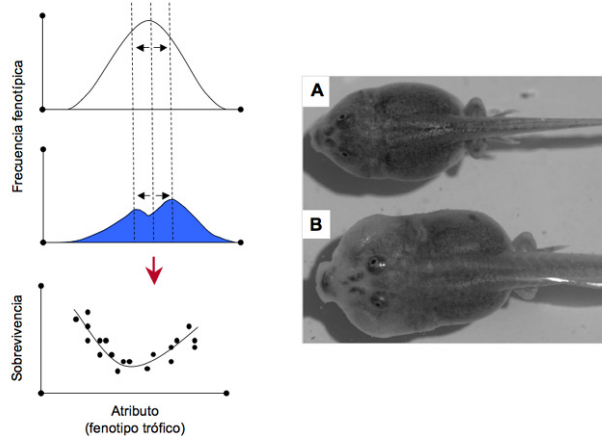 Frecuencia fenotípica
Sobrevivencia
Atributo
(fenotipo trófico)
A
B